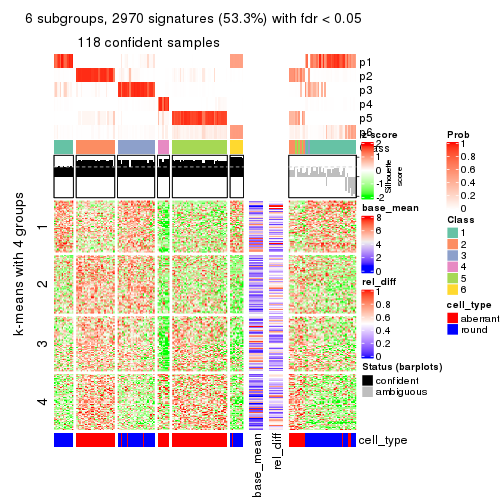 6 subgroups, 2970 signatures (53.3%) with fdr < 0.05
118 confident samples
p1
p2
p3
p4
p5
p6
Class
Silhouette
score
k-means with 4 groups
1
2
3
4
base_mean
rel_diff
cell_type
z-score
2
1
0
-1
-2
base_mean
8
6
4
2
0
rel_diff
1
0.8
0.6
0.4
0.2
0
Status (barplots)
confident
ambiguous
Prob
1
0.8
0.6
0.4
0.2
0
Class
1
2
3
4
5
6
cell_type
aberrant
round